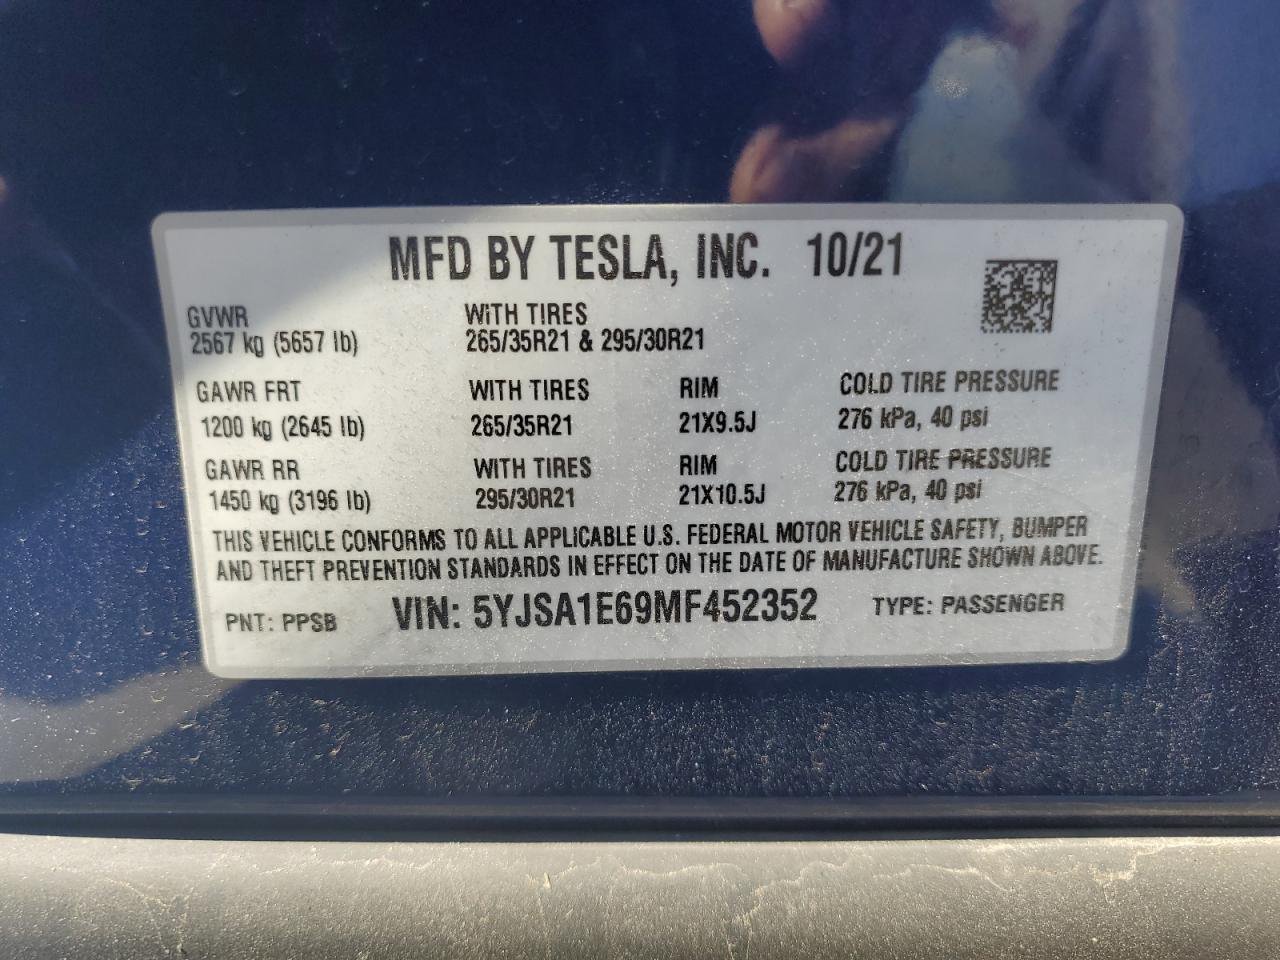 MFD BY TESLA, INC. 10/21
GVWR WITH TIRES
2567 kg (5657 lb) 265/35R21 & 295/30R21
GAWR FRT WITH TIRES RIM COLD TIRE PRESSURE
1200 kg (2645 lb) 265/35R21 21X9.5J 276 kPa, 40 psi
GAWR RR WITH TIRES RIM COLD TIRE PRESSURE
1450 kg (3196 lb) 295/30R21 21X10.5J 276 kPa, 40 psi
THIS VEHICLE CONFORMS TO ALL APPLICABLE U.S. FEDERAL MOTOR VEHICLE SAFETY, BUMPER
AND THEFT PREVENTION STANDARDS IN EFFECT ON THE DATE OF MANUFACTURE SHOWN ABOVE.
PNT: PPSB VIN: 5YJSA1E69MF452352 TYPE: PASSENGER